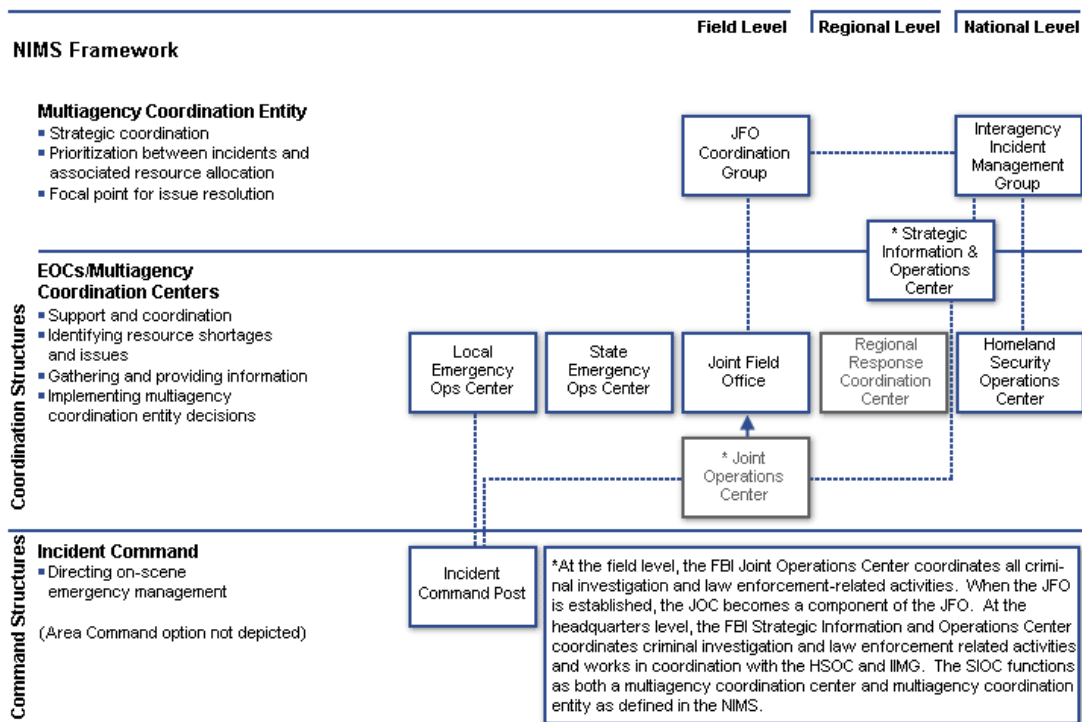 Field Level
Regional Level
National Level
NIMS Framework
Multiagency Coordination Entity
▪ Strategic coordination
▪ Prioritization between incidents and
associated resource allocation
▪ Focal point for issue resolution
JFO
Coordination
Group
Interagency
Incident
Management
Group
* Strategic
Information &
Operations
Center
Coordination Structures
EOCs/Multiagency
Coordination Centers
▪ Support and coordination
▪ Identifying resource shortages
and issues
▪ Gathering and providing information
▪ Implementing multiagency
coordination entity decisions
Local
Emergency
Ops Center
State
Emergency
Ops Center
Joint Field
Office
Regional
Response
Coordination
Center
Homeland
Security
Operations
Center
* Joint
Operations
Center
Command Structures
Incident Command
▪ Directing on-scene
emergency management
(Area Command option not depicted)
Incident
Command Post
*At the field level, the FBI Joint Operations Center coordinates all crimi-
nal investigation and law enforcement-related activities. When the JFO
is established, the JOC becomes a component of the JFO. At the
headquarters level, the FBI Strategic Information and Operations Center
coordinates criminal investigation and law enforcement related activities
and works in coordination with the HSOC and IIMG. The SIOC functions
as both a multiagency coordination center and multiagency coordination
entity as defined in the NIMS.